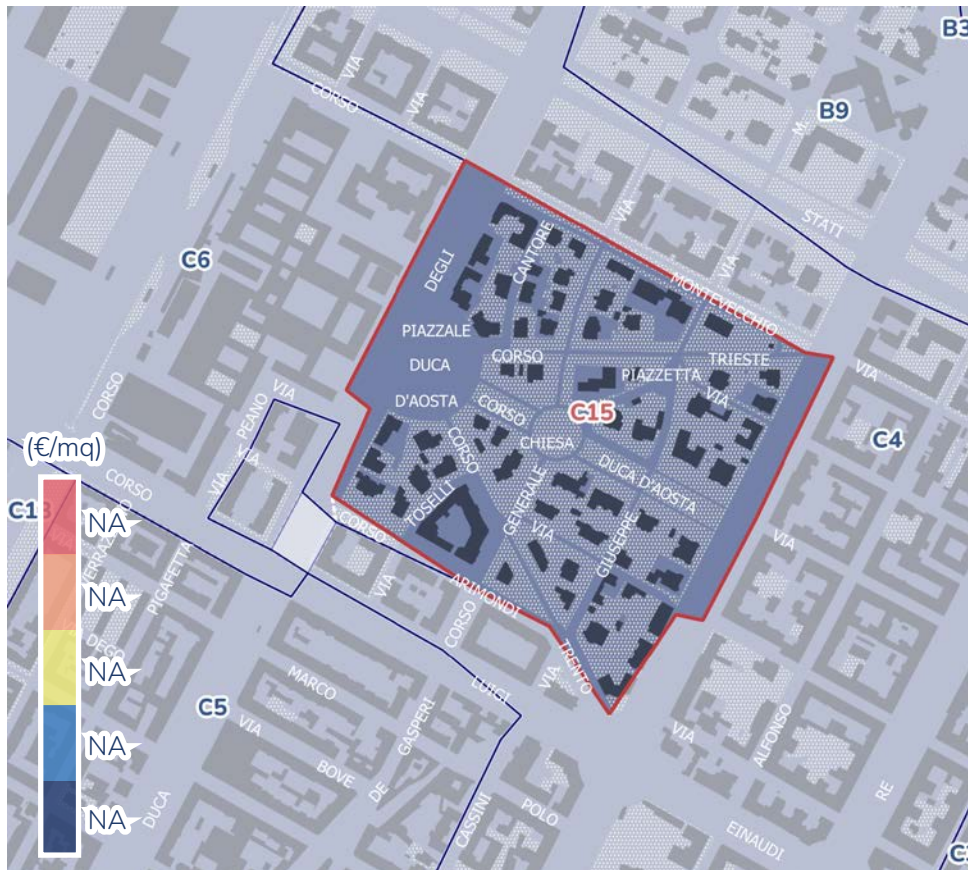 B3
VIA
CORSO
VIA
B9
M.
STATI
VIA
C6
CANTORE
DEGLI
VIA
MONTEVECCHIO
PIAZZALE
DUCA
D'AOSTA
CORSO
TRIESTE
PIAZZETTA
VIA
CORSO
VIA
C15
CORSO
VIA
PEANO
CHIESA
C4
(€/mq)
VIA
CORSO
VIA
CORSO
DUCA D'AOSTA
TOSELLI
GENERALE
CORSO
VIA
GIUSEPPE
VIA
NA
PIGAFETTA
NA
VIA
ARIMONDI
CORSO
DEGO
NA
TRENTO
MARCO
LUIGI
VIA
C5
VIA
GASPERI
VIA
ALFONSO
NA
BOVE
DE
RE
NA
DUCA
CASSINI
POLO
EINAUDI